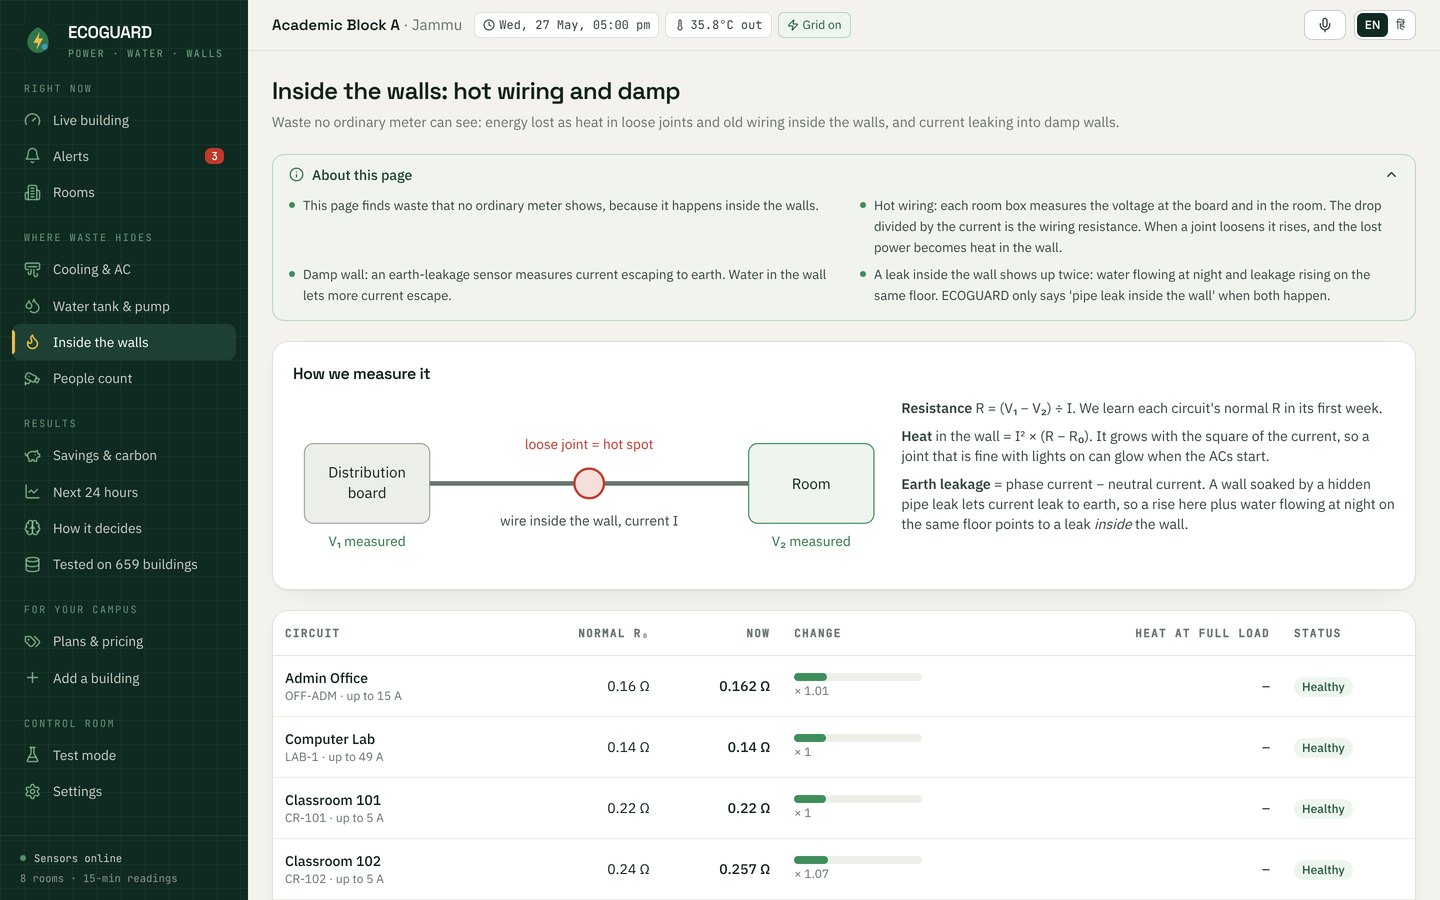 ECOGUARD
POWER · WATER · WALLS
RIGHT NOW
Live building
Alerts
3
Rooms
WHERE WASTE HIDES
Cooling & AC
Water tank & pump
Inside the walls
People count
RESULTS
Savings & carbon
Next 24 hours
How it decides
Tested on 659 buildings
FOR YOUR CAMPUS
Plans & pricing
Add a building
CONTROL ROOM
Test mode
Settings
Sensors online
8 rooms · 15-min readings
Academic Block A · Jammu
Wed, 27 May, 05:00 pm
35.8°C out
Grid on
EN
हिं
Inside the walls: hot wiring and damp
Waste no ordinary meter can see: energy lost as heat in loose joints and old wiring inside the walls, and current leaking into damp walls.
About this page
This page finds waste that no ordinary meter shows, because it happens inside the walls.
Hot wiring: each room box measures the voltage at the board and in the room. The drop
divided by the current is the wiring resistance. When a joint loosens it rises, and the lost
power becomes heat in the wall.
Damp wall: an earth-leakage sensor measures current escaping to earth. Water in the wall
lets more current escape.
A leak inside the wall shows up twice: water flowing at night and leakage rising on the
same floor. ECOGUARD only says 'pipe leak inside the wall' when both happen.
How we measure it
loose joint = hot spot
Distribution
board
Room
wire inside the wall, current I
V₁ measured
V₂ measured
Resistance R = (V₁ − V₂) ÷ I. We learn each circuit's normal R in its first week.
Heat in the wall = I² × (R − R₀). It grows with the square of the current, so a
joint that is fine with lights on can glow when the ACs start.
Earth leakage = phase current − neutral current. A wall soaked by a hidden
pipe leak lets current leak to earth, so a rise here plus water flowing at night on
the same floor points to a leak inside the wall.
CIRCUIT NORMAL R₀ NOW CHANGE HEAT AT FULL LOAD STATUS
Admin Office
OFF-ADM · up to 15 A
0.16 Ω 0.162 Ω × 1.01 – Healthy
Computer Lab
LAB-1 · up to 49 A
0.14 Ω 0.14 Ω × 1 – Healthy
Classroom 101
CR-101 · up to 5 A
0.22 Ω 0.22 Ω × 1 – Healthy
Classroom 102
CR-102 · up to 5 A
0.24 Ω 0.257 Ω × 1.07 – Healthy